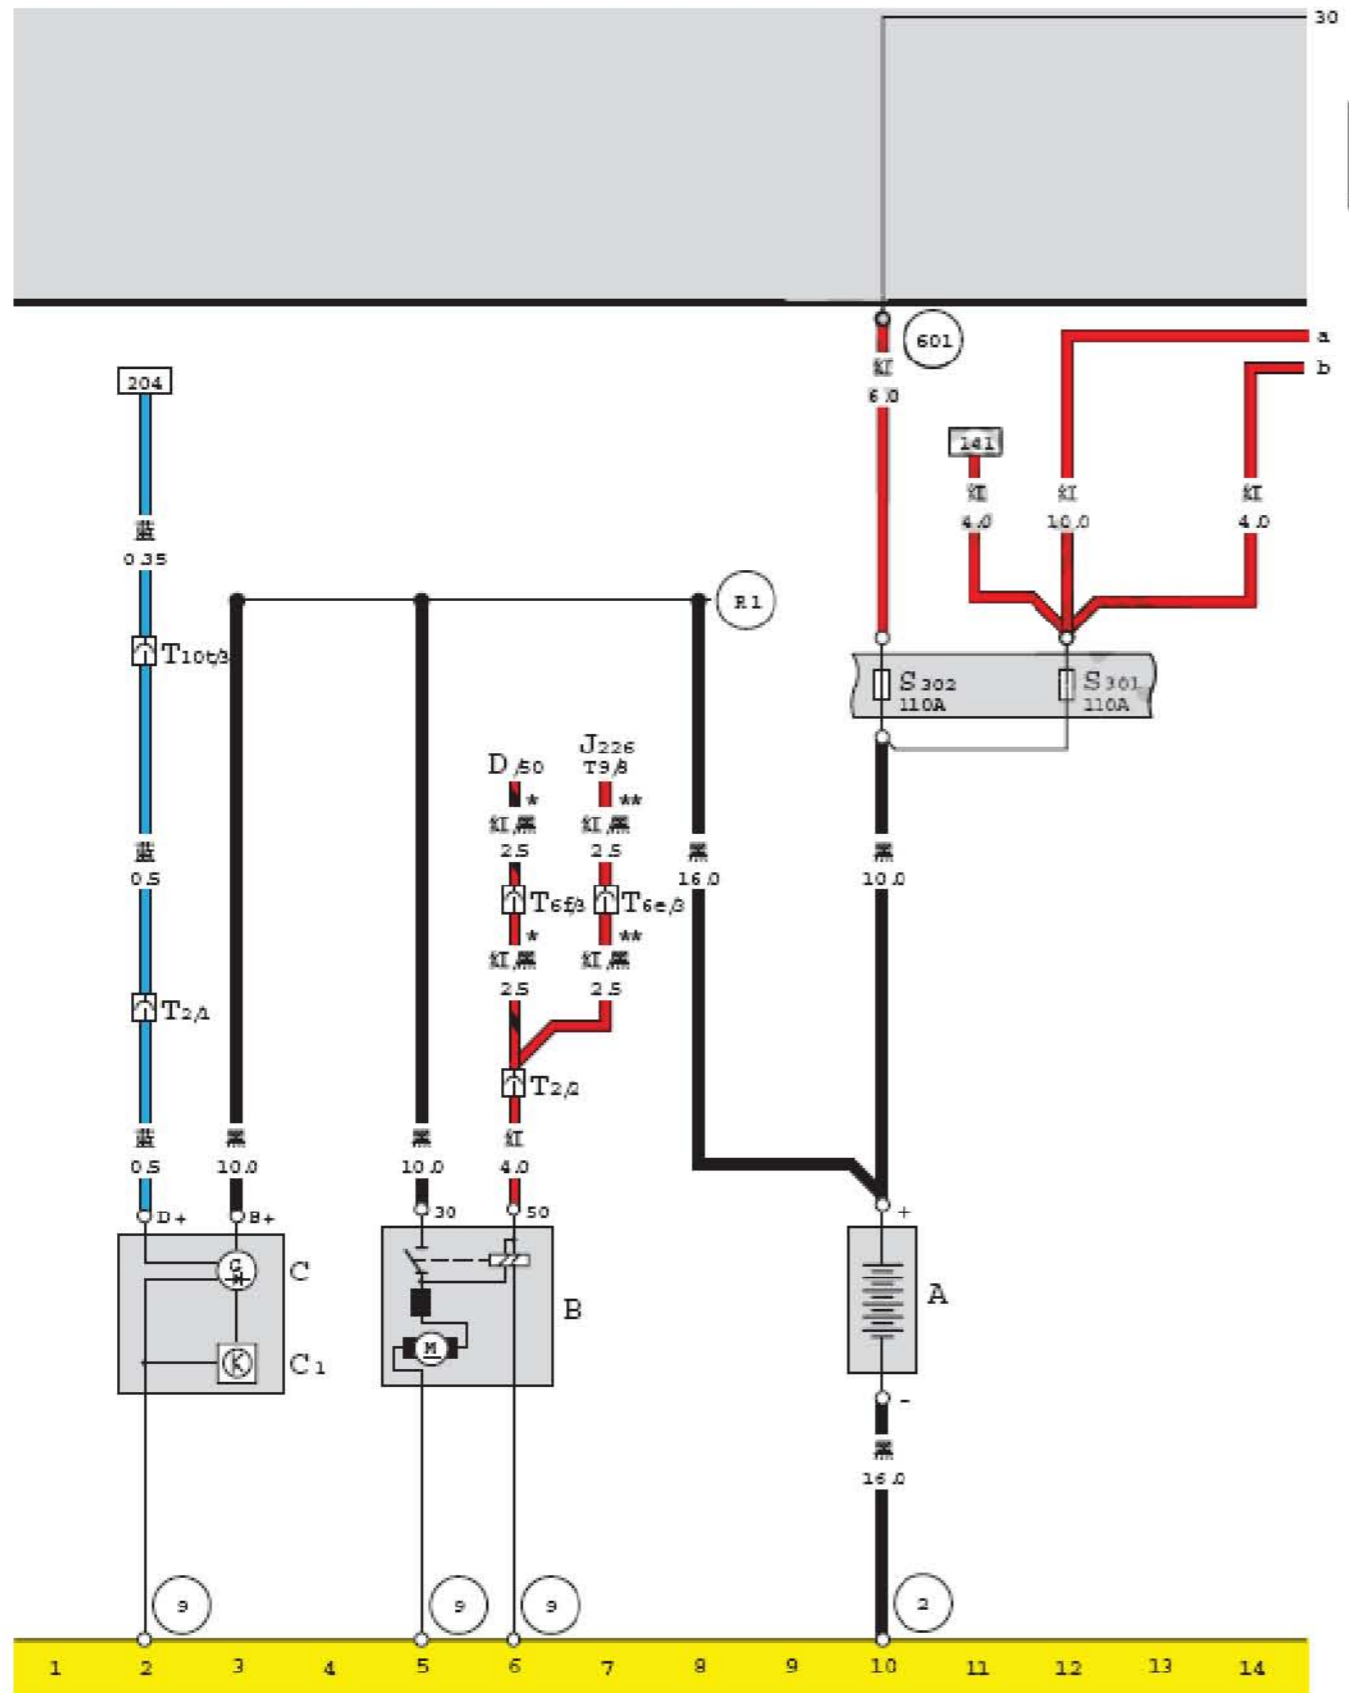 30
601
a
b
204
红
6.0
141
红
4.0
红
10.0
红
4.0
蓝
0.35
R1
T10t/3
S302
110A
S301
110A
D/50
J226
T9/8
*
**
红/黑
2.5
红/黑
2.5
蓝
0.5
黑
16.0
黑
10.0
T6f/3
T6e/3
*
**
红/黑
2.5
红/黑
2.5
T2/1
T2/2
蓝
0.5
黑
10.0
黑
10.0
红
4.0
D+
B+
30
50
+
G
C
K
C1
M
B
A
-
黑
16.0
9
9
9
2
1 2 3 4 5 6 7 8 9 10 11 12 13 14